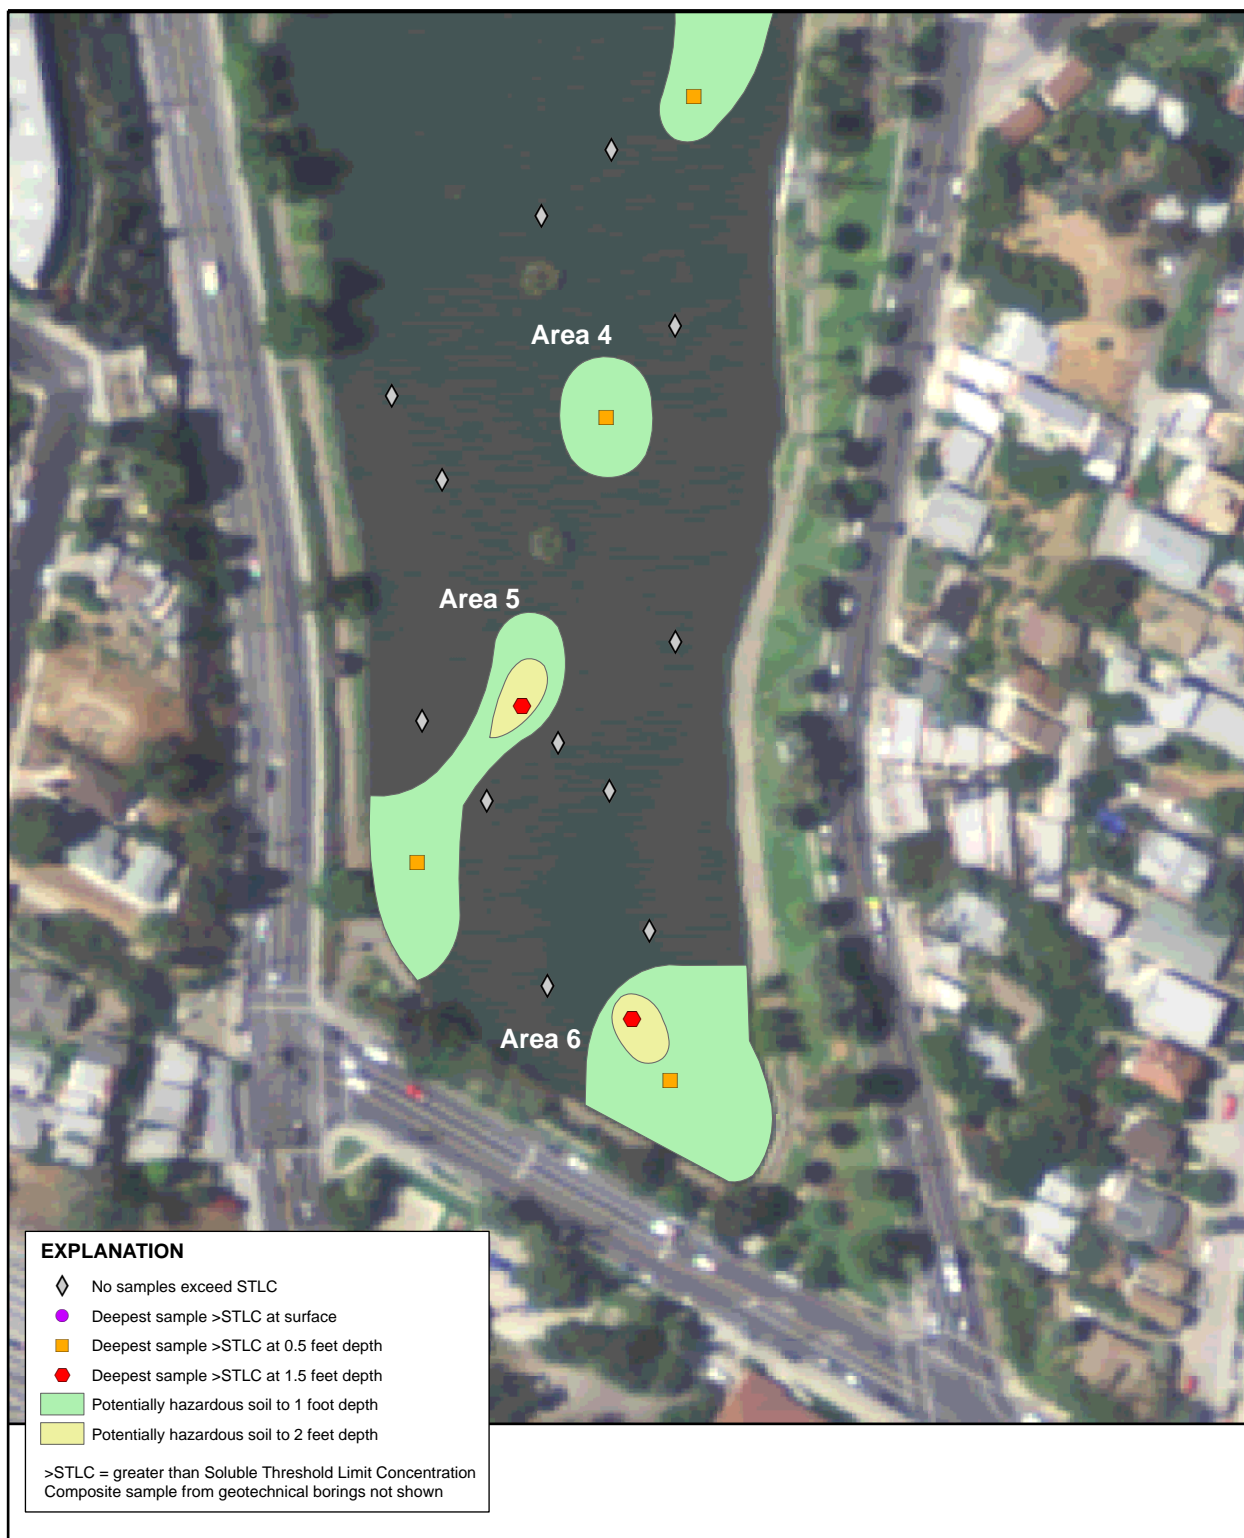 Area 4
Area 5
Area 6
EXPLANATION
No samples exceed STLC
Deepest sample >STLC at surface
Deepest sample >STLC at 0.5 feet depth
Deepest sample >STLC at 1.5 feet depth
Potentially hazardous soil to 1 foot depth
Potentially hazardous soil to 2 feet depth
>STLC = greater than Soluble Threshold Limit Concentration
Composite sample from geotechnical borings not shown